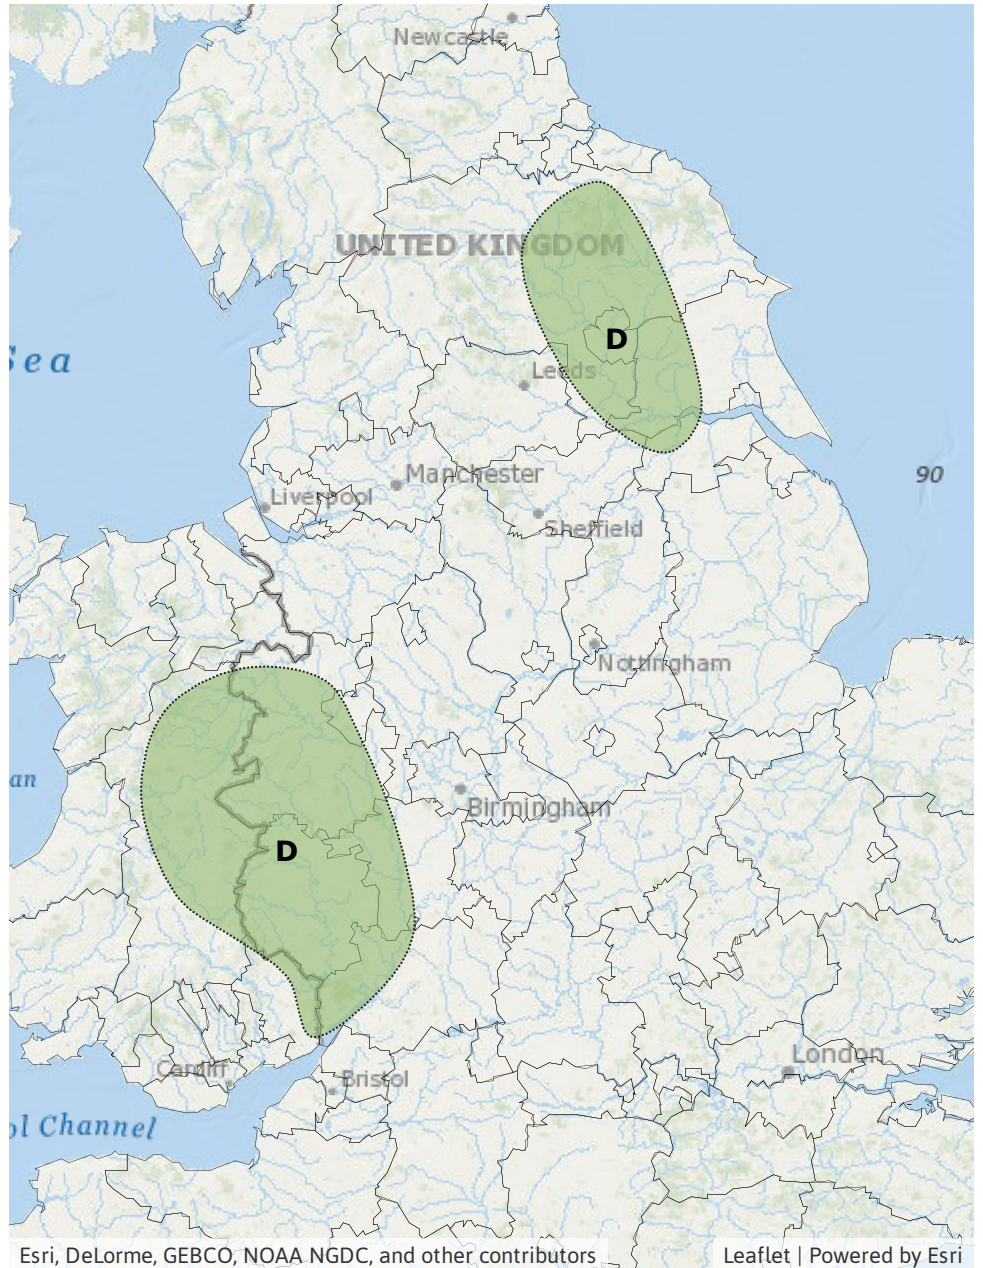 Newcastle
UNITED KINGDOM
D
Sea
Leeds
Manchester
90
Liverpool
Sheffield
Nottingham
an
Birmingham
D
London
Cardiff
Bristol
ol Channel
Esri, DeLorme, GEBCO, NOAA NGDC, and other contributors
Leaflet | Powered by Esri